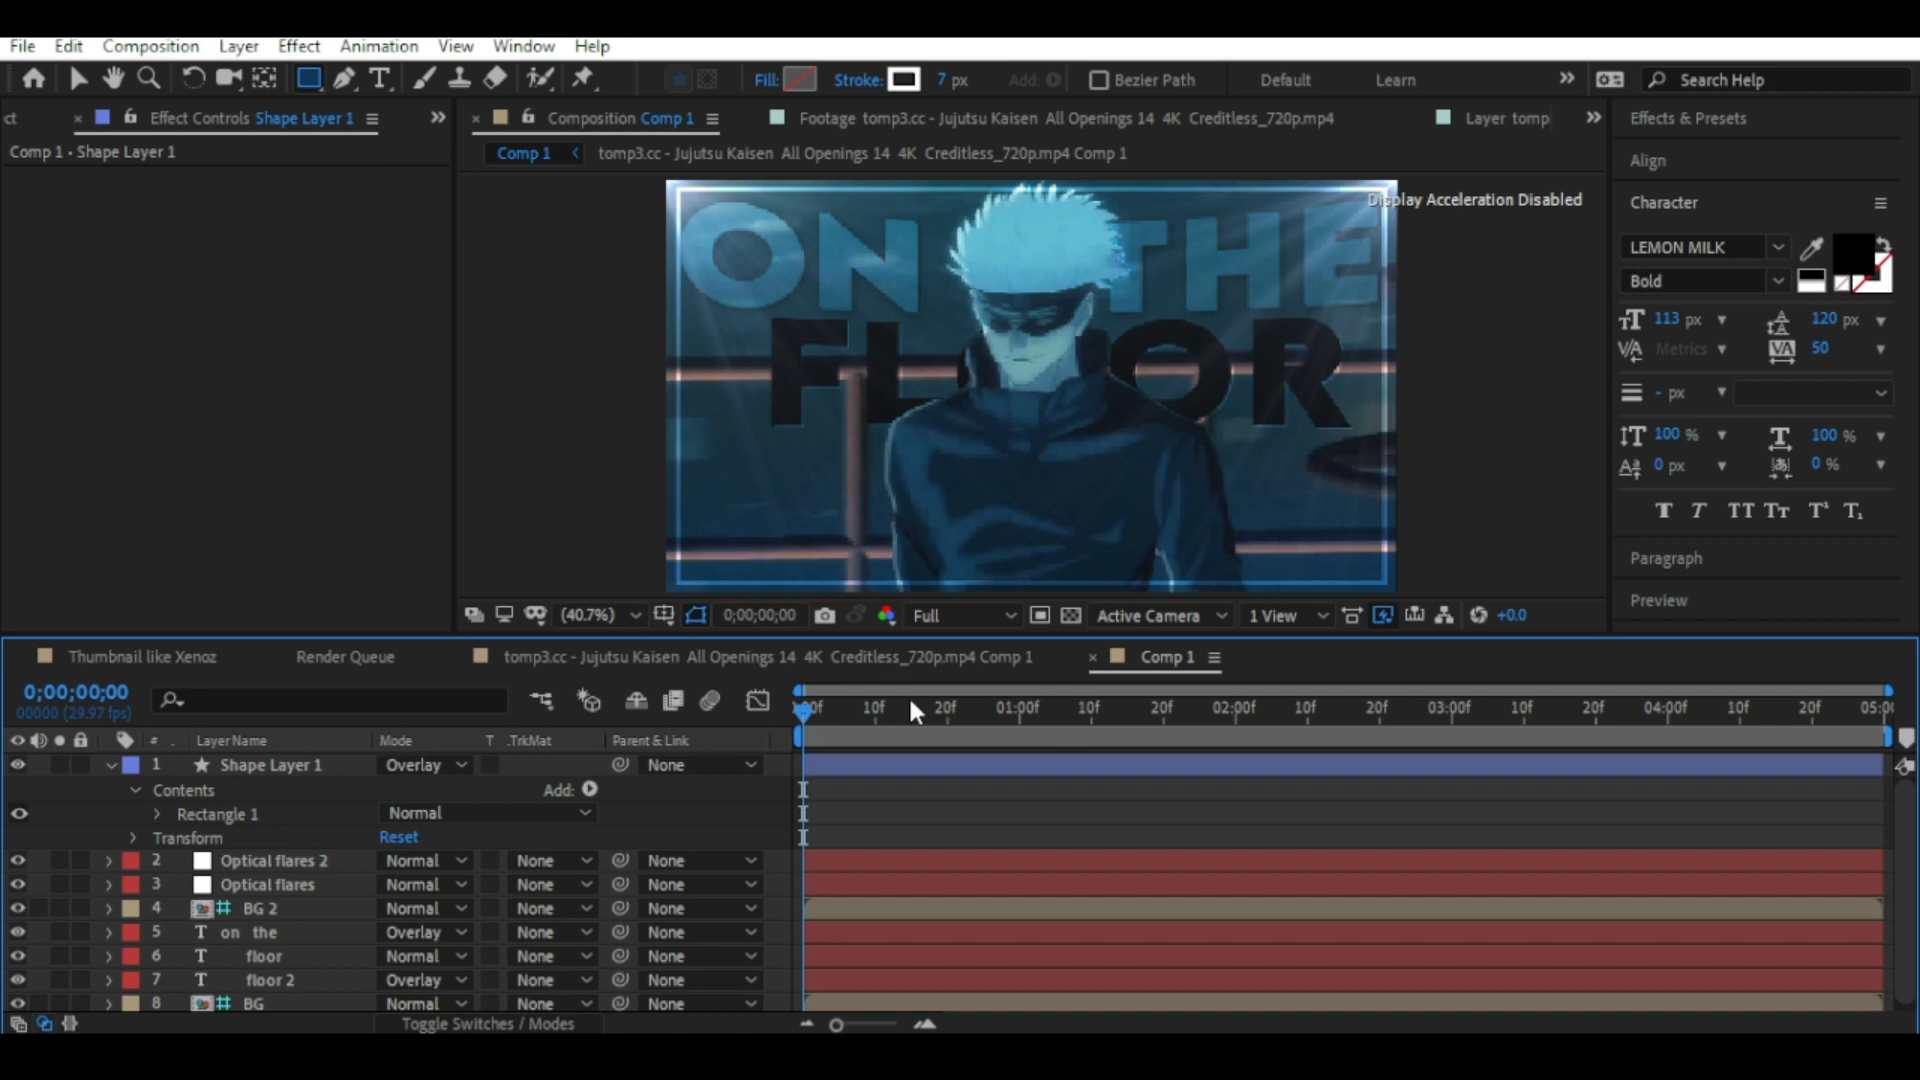 File Edit Composition Layer Effect Animation View Window Help
Fill: Stroke: 7 px Add: Bezier Path Default Learn Search Help
ct Effect Controls Shape Layer 1 Composition Comp 1 Footage tomp3.cc - Jujutsu Kaisen All Openings 14 4K Creditless_720p.mp4 Layer tomp Effects & Presets
Comp 1 • Shape Layer 1 Comp 1 tomp3.cc - Jujutsu Kaisen All Openings 14 4K Creditless_720p.mp4 Comp 1 Align
Display Acceleration Disabled
ON THE
FLOOR
Character
LEMON MILK
Bold
113 px 120 px
Metrics 50
- px
100 % 100 %
0 px 0 %
T T TT Tr T¹ T₁
Paragraph
Preview
(40.7%) 0;00;00;00 Full Active Camera 1 View +0.0
Thumbnail like Xenoz Render Queue tomp3.cc - Jujutsu Kaisen All Openings 14 4K Creditless_720p.mp4 Comp 1 Comp 1
0;00;00;00
00000 (29.97 fps)
10f 20f 01:00f 10f 20f 02:00f 10f 20f 03:00f 10f 20f 04:00f 10f 20f 05:00
# . Layer Name Mode T .TrkMat Parent & Link
1 Shape Layer 1 Overlay None
Contents Add:
Rectangle 1 Normal
Transform Reset
2 Optical flares 2 Normal None None
3 Optical flares Normal None None
4 BG 2 Normal None None
5 T on the Overlay None None
6 T floor Normal None None
7 T floor 2 Overlay None None
8 BG Normal None None
Toggle Switches / Modes